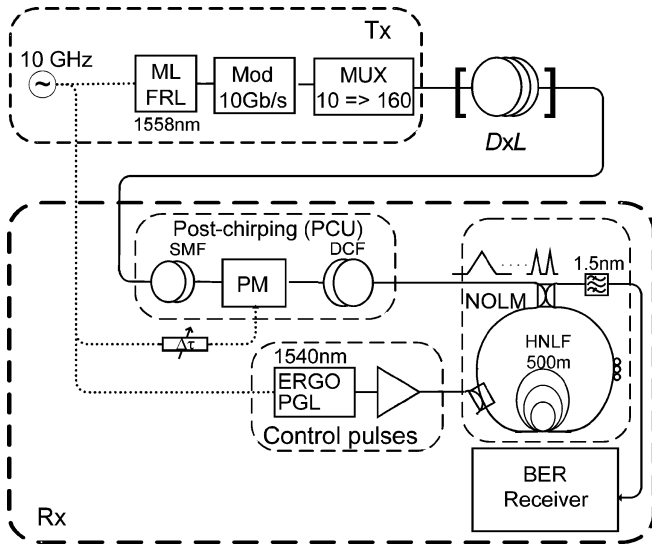 Tx
10 GHz
ML
FRL
1558nm
Mod
10Gb/s
MUX
10 => 160
DxL
Post-chirping (PCU)
SMF
PM
DCF
Δτ
NOLM
1.5nm
HNLF
500m
1540nm
ERGO
PGL
Control pulses
BER
Receiver
Rx